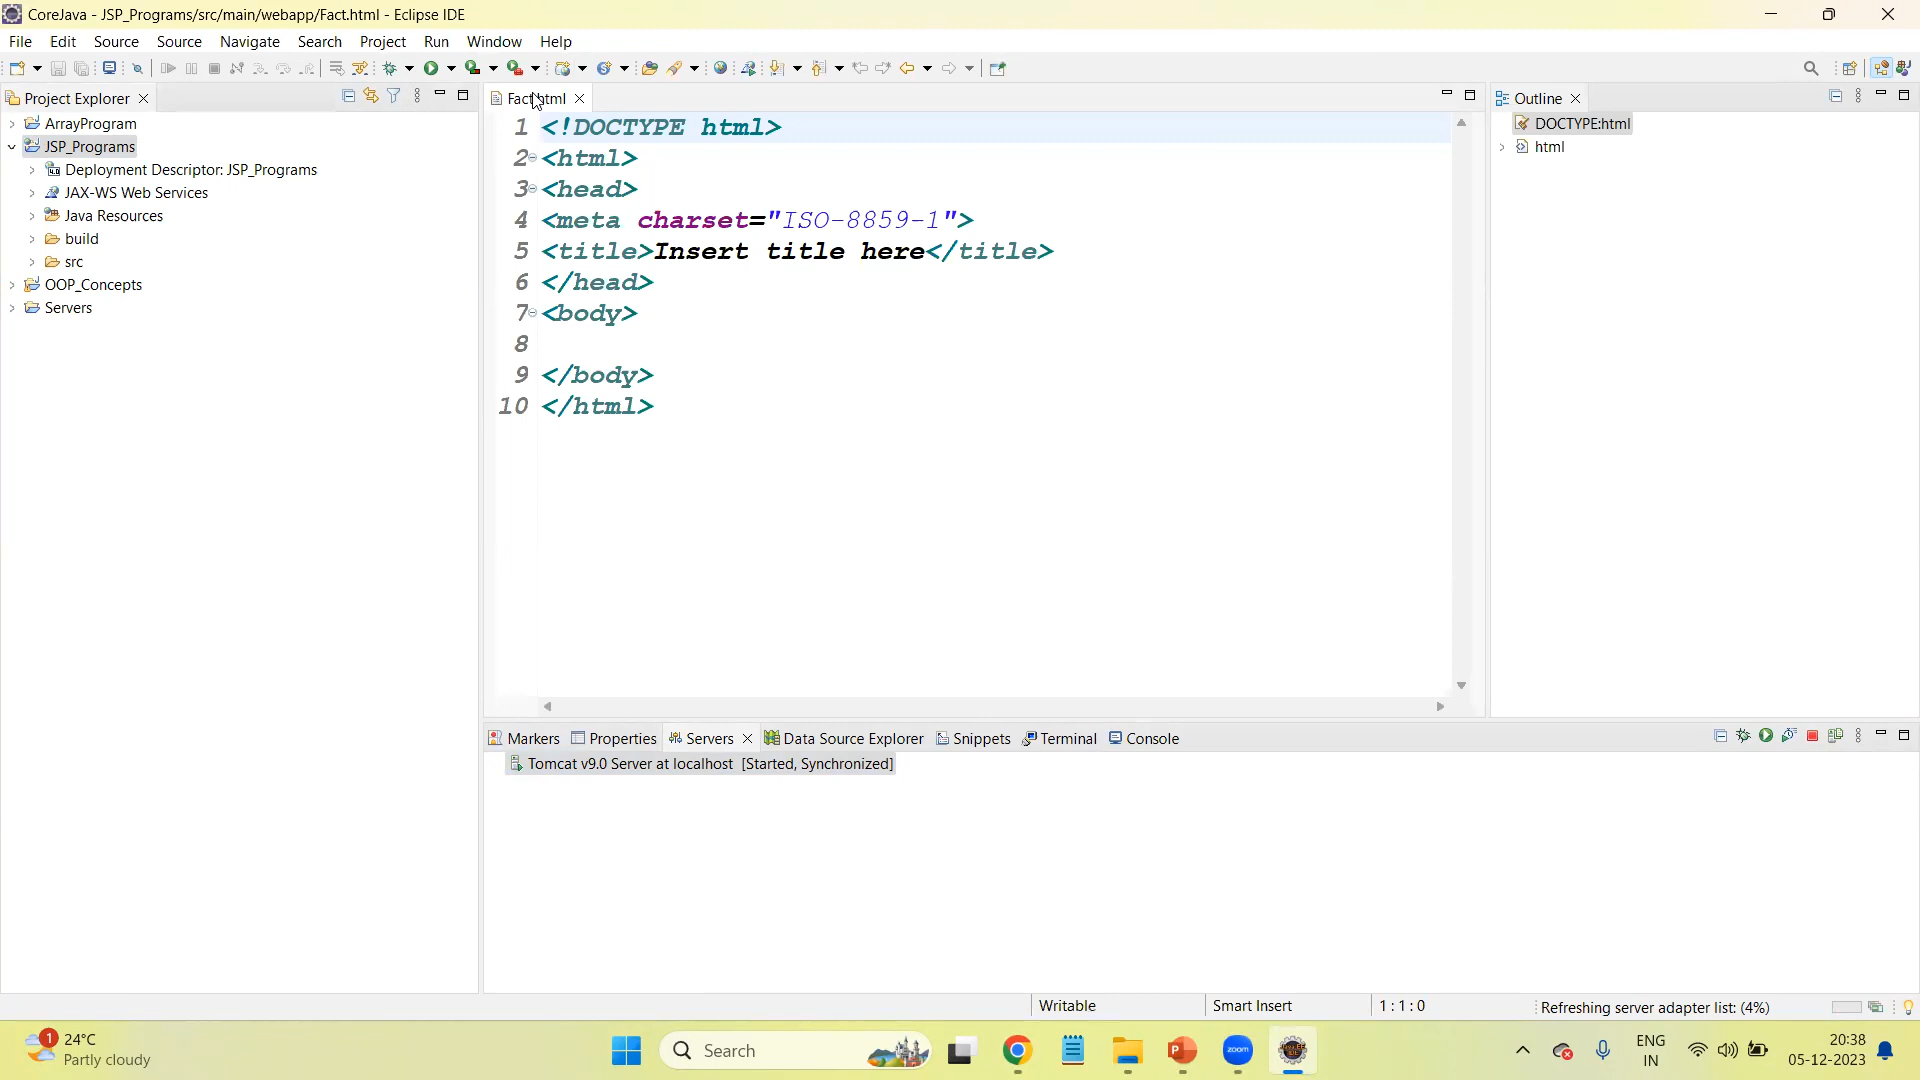 CoreJava - JSP_Programs/src/main/webapp/Fact.html - Eclipse IDE
File Edit Source Source Navigate Search Project Run Window Help
Project Explorer
ArrayProgram
JSP_Programs
Deployment Descriptor: JSP_Programs
JAX-WS Web Services
Java Resources
build
src
OOP_Concepts
Servers
Fact.html
1 <!DOCTYPE html>
2 <html>
3 <head>
4 <meta charset="ISO-8859-1">
5 <title>Insert title here</title>
6 </head>
7 <body>
8
9 </body>
10 </html>
Outline
DOCTYPE:html
html
Markers Properties Servers Data Source Explorer Snippets Terminal Console
Tomcat v9.0 Server at localhost [Started, Synchronized]
Writable Smart Insert 1 : 1 : 0 Refreshing server adapter list: (4%)
1 24°C
Partly cloudy
Search
zoom
ENG
IN
20:38
05-12-2023